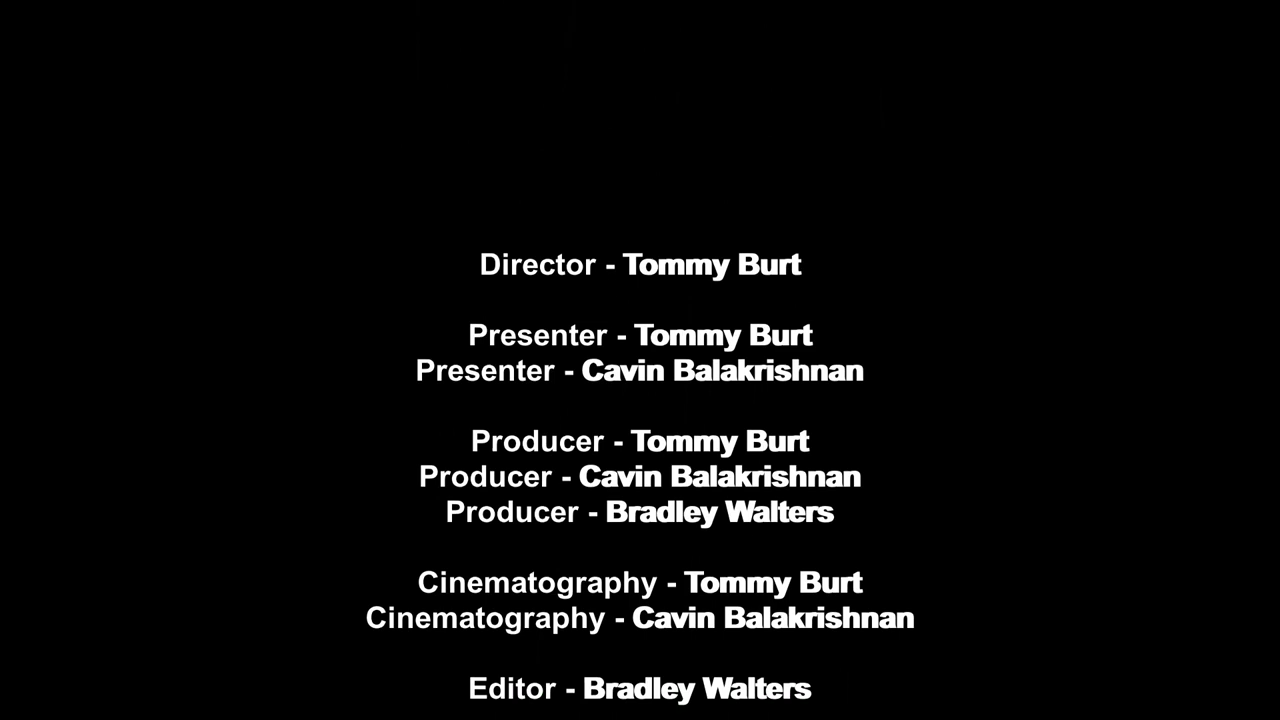 Director - Tommy Burt
Presenter - Tommy Burt
Presenter - Cavin Balakrishnan
Producer - Tommy Burt
Producer - Cavin Balakrishnan
Producer - Bradley Walters
Cinematography - Tommy Burt
Cinematography - Cavin Balakrishnan
Editor - Bradley Walters